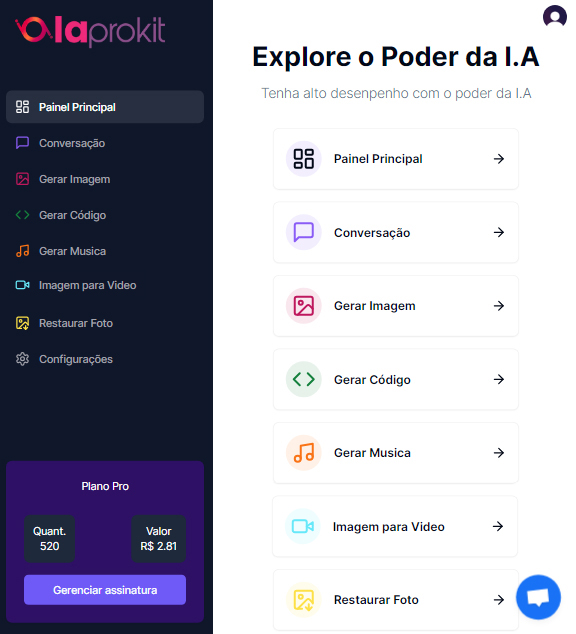 olaprokit
Painel Principal
Conversação
Gerar Imagem
Gerar Código
Gerar Musica
Imagem para Video
Restaurar Foto
Configurações
Plano Pro
Quant.
520
Valor
R$ 2.81
Gerenciar assinatura
Explore o Poder da I.A
Tenha alto desenpenho com o poder da I.A
Painel Principal
Conversação
Gerar Imagem
Gerar Código
Gerar Musica
Imagem para Video
Restaurar Foto